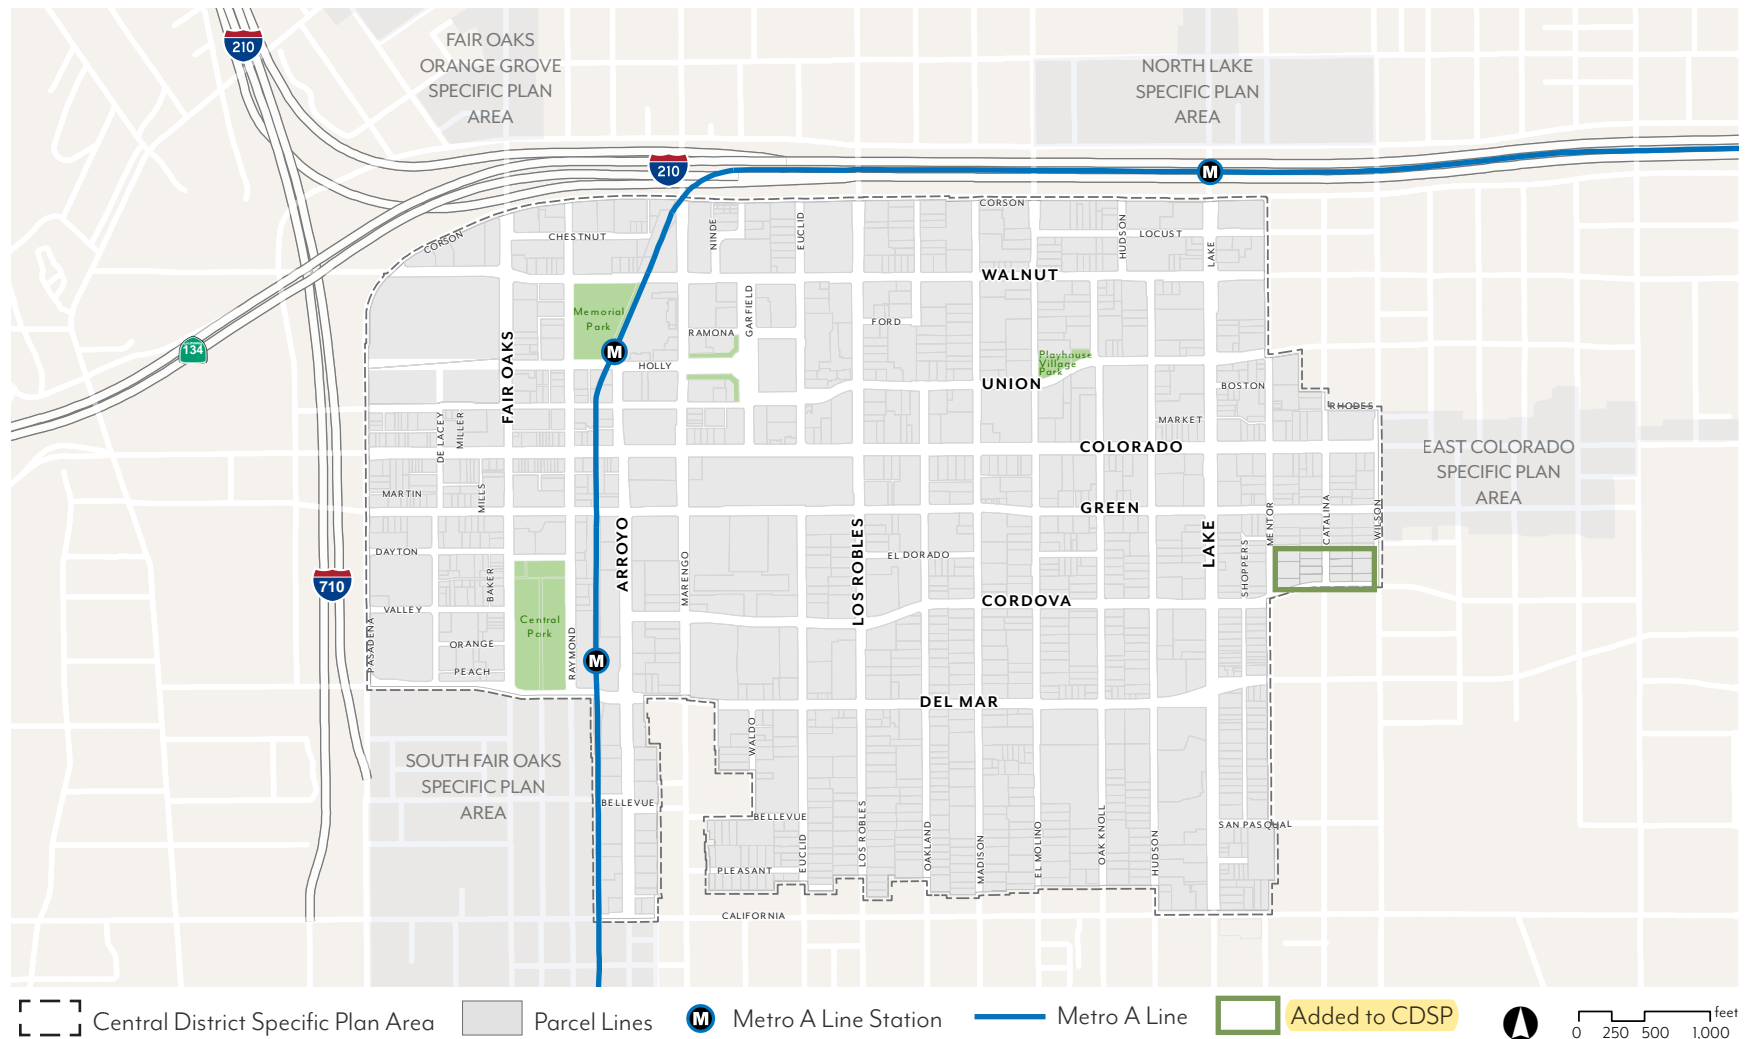 210
FAIR OAKS
ORANGE GROVE
SPECIFIC PLAN
AREA
NORTH LAKE
SPECIFIC PLAN
AREA
210
M
CORSON
CORSON
CHESTNUT
NINDE
EUCLID
HUDSON
LOCUST
LAKE
WALNUT
Memorial
Park
GARFIELD
FORD
RAMONA
134
M
FAIR OAKS
HOLLY
Playhouse
Village
Park
UNION
BOSTON
RHODES
DE LACEY
MILLER
MARKET
COLORADO
EAST COLORADO
SPECIFIC PLAN
AREA
MARTIN
MILLS
GREEN
MENTOR
CATALINA
WILSON
DAYTON
ARROYO
LOS ROBLES
EL DORADO
LAKE
SHOPPERS
710
BAKER
MARENGO
VALLEY
CORDOVA
Central
Park
PASADENA
ORANGE
PEACH
RAYMOND
M
DEL MAR
WALDO
SOUTH FAIR OAKS
SPECIFIC PLAN
AREA
BELLEVUE
BELLEVUE
EUCLID
LOS ROBLES
OAKLAND
MADISON
EL MOLINO
OAK KNOLL
HUDSON
SAN PASQUAL
PLEASANT
CALIFORNIA
Central District Specific Plan Area
Parcel Lines
M
Metro A Line Station
Metro A Line
Added to CDSP
feet
0 250 500 1,000